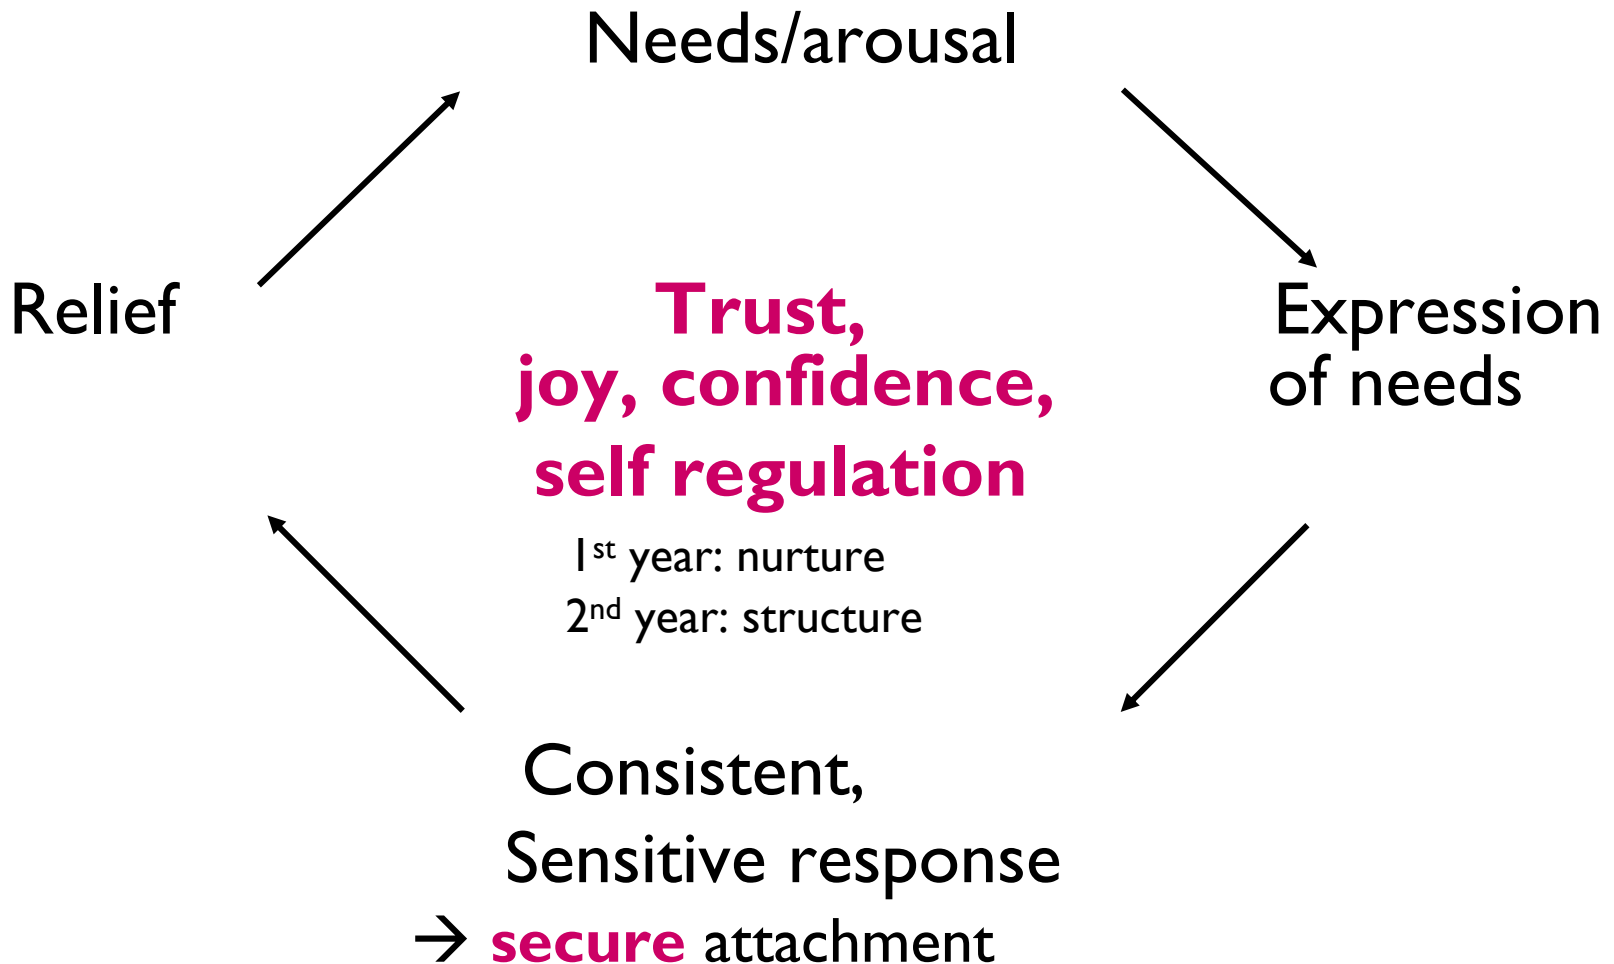 Needs/arousal
Relief
Trust,
joy, confidence,
self regulation
1st year: nurture
2nd year: structure
Expression
of needs
Consistent,
Sensitive response
→ secure attachment